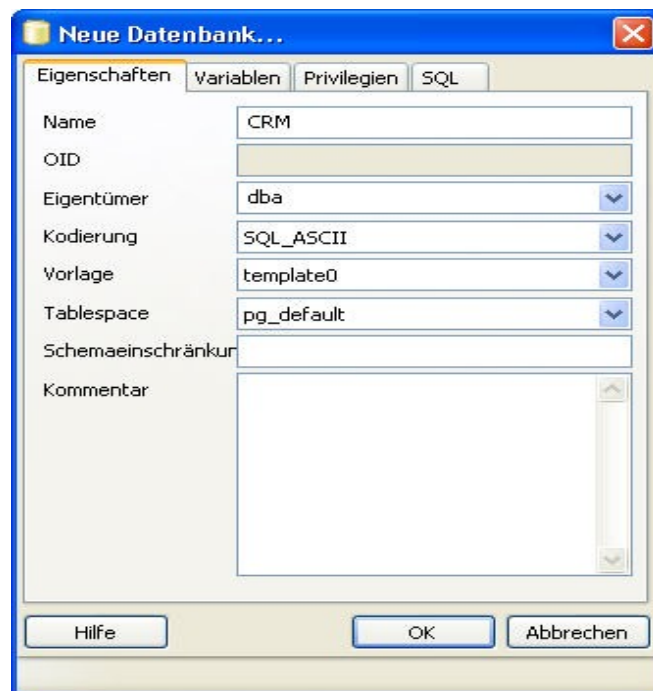 Neue Datenbank...
Eigenschaften Variablen Privilegien SQL
Name CRM
OID
Eigentümer dba
Kodierung SQL_ASCII
Vorlage template0
Tablespace pg_default
Schemaeinschränkur
Kommentar
Hilfe OK Abbrechen